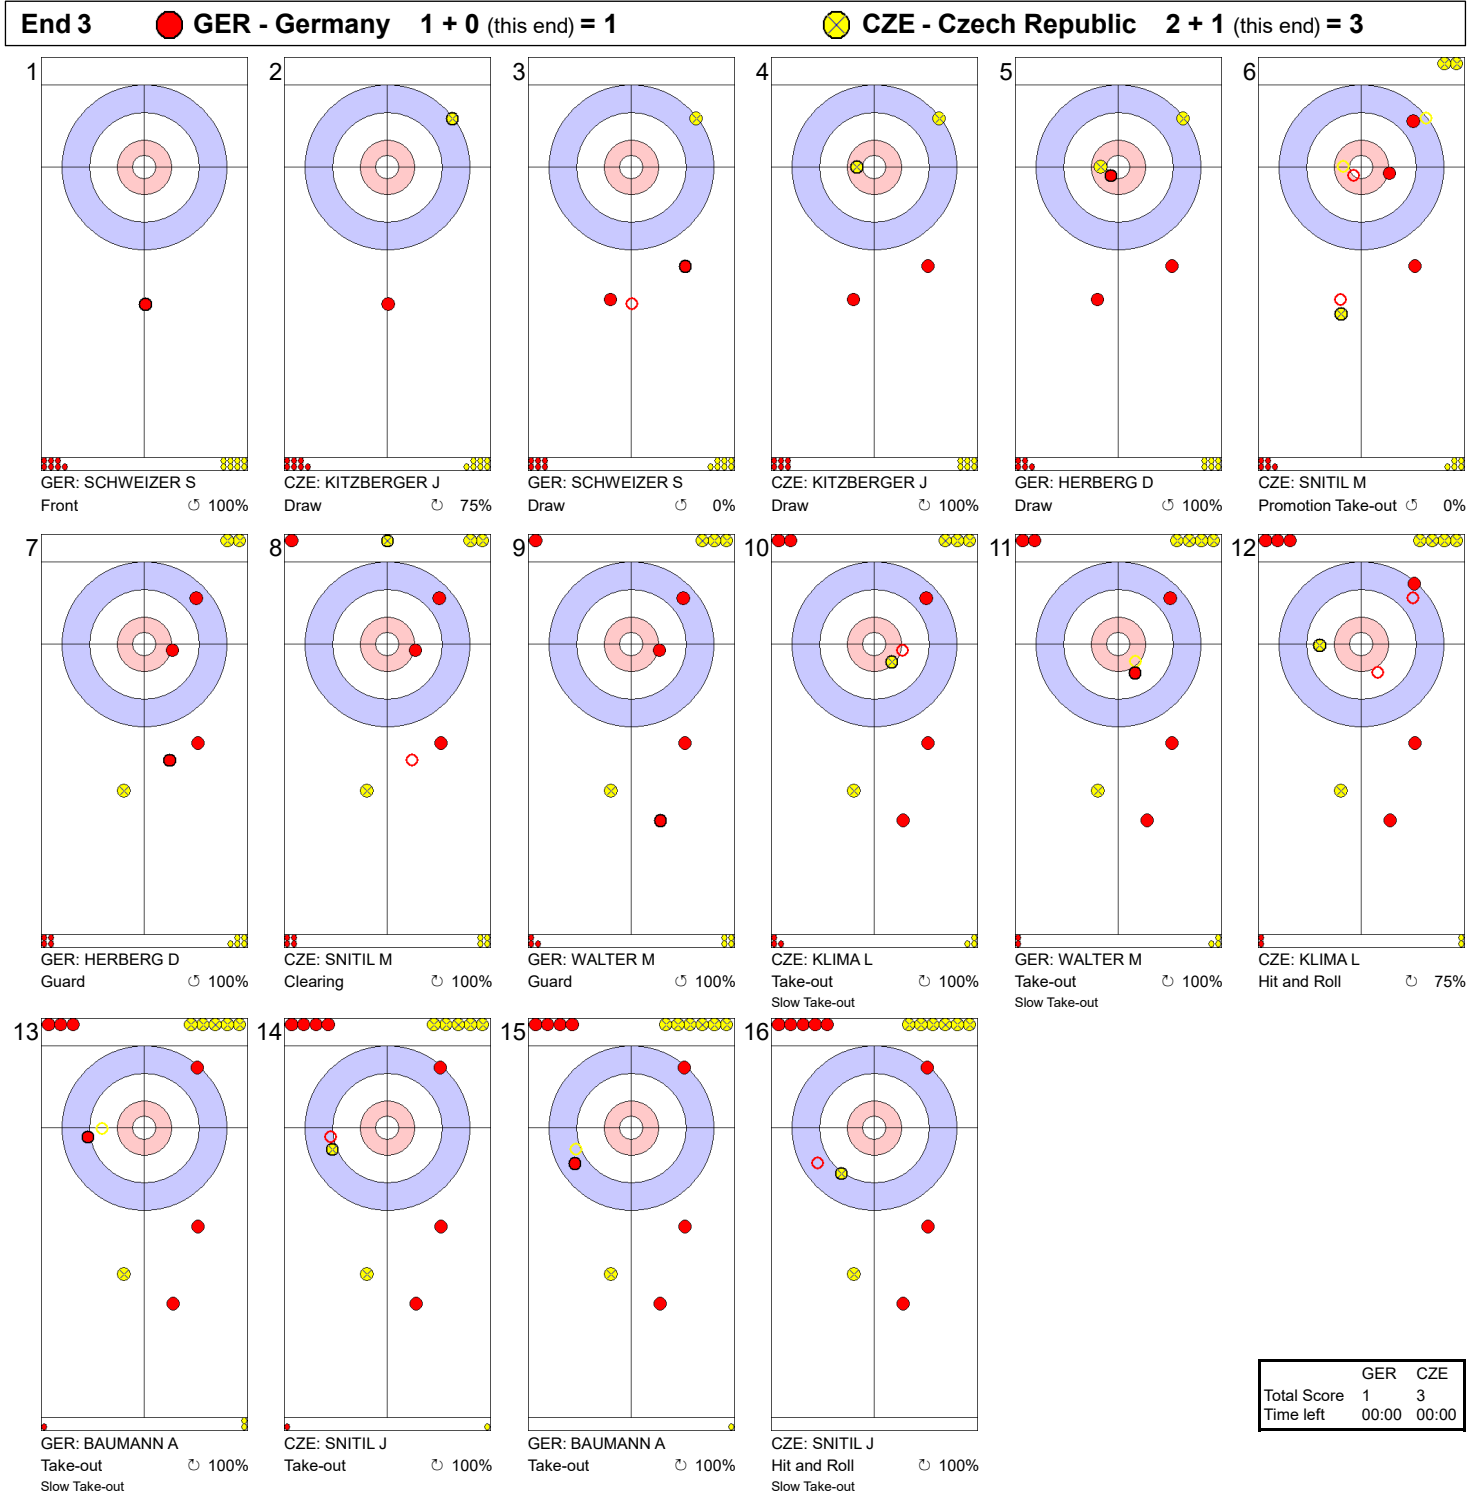 End 3 GER - Germany 1 + 0 (this end) = 1 CZE - Czech Republic 2 + 1 (this end) = 3
1 2 3 4 5 6
GER: SCHWEIZER S CZE: KITZBERGER J GER: SCHWEIZER S CZE: KITZBERGER J GER: HERBERG D CZE: SNITIL M
Front ↺ 100% Draw ↻ 75% Draw ↺ 0% Draw ↻ 100% Draw ↺ 100% Promotion Take-out ↺ 0%
7 8 9 10 11 12
GER: HERBERG D CZE: SNITIL M GER: WALTER M CZE: KLIMA L GER: WALTER M CZE: KLIMA L
Guard ↺ 100% Clearing ↻ 100% Guard ↺ 100% Take-out ↻ 100% Take-out ↻ 100% Hit and Roll ↻ 75%
Slow Take-out Slow Take-out
13 14 15 16
GER CZE
Total Score 1 3
Time left 00:00 00:00
GER: BAUMANN A CZE: SNITIL J GER: BAUMANN A CZE: SNITIL J
Take-out ↻ 100% Take-out ↻ 100% Take-out ↻ 100% Hit and Roll ↻ 100%
Slow Take-out Slow Take-out